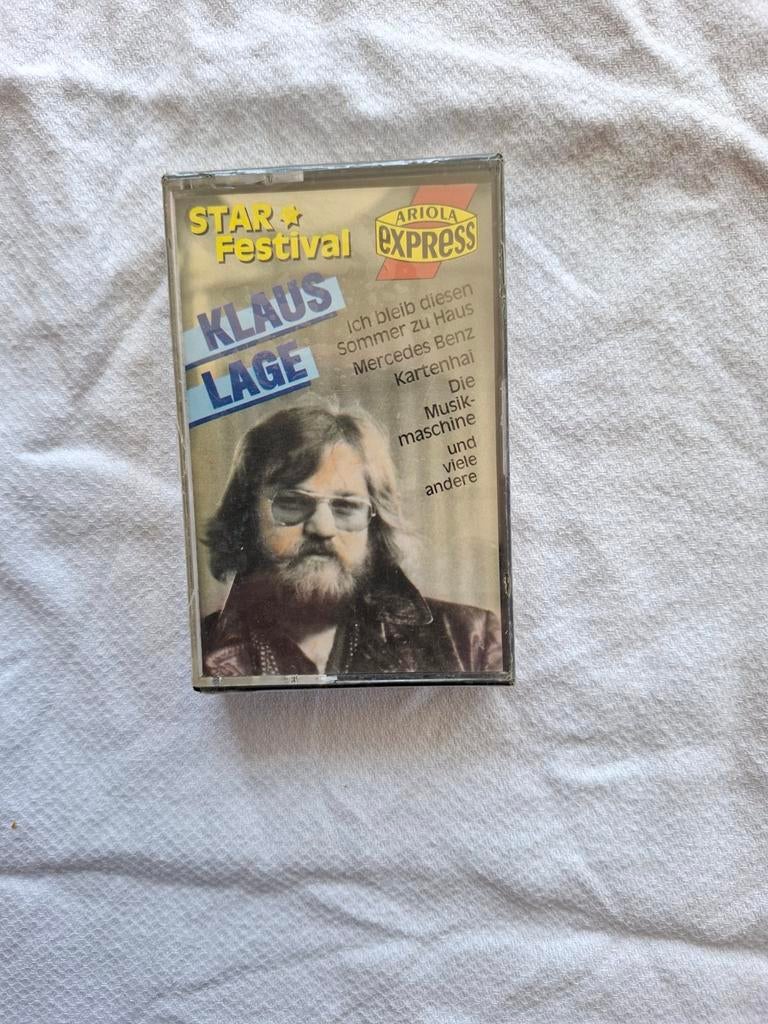 STAR
Festival
ARIOLA
EXPRESS
KLAUS
LAGE
Ich bleib diesen
Sommer zu Haus
Mercedes Benz
Kartenhai
Die
Musik-
maschine
und
viele
andere